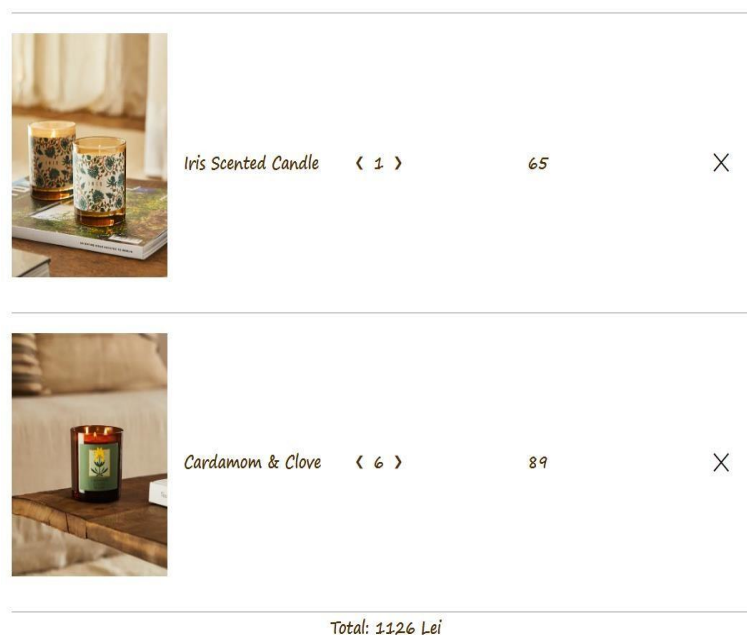 Iris Scented Candle ❮ 1 ❯ 65 X
Cardamom & Clove ❮ 6 ❯ 89 X
Total: 1126 Lei